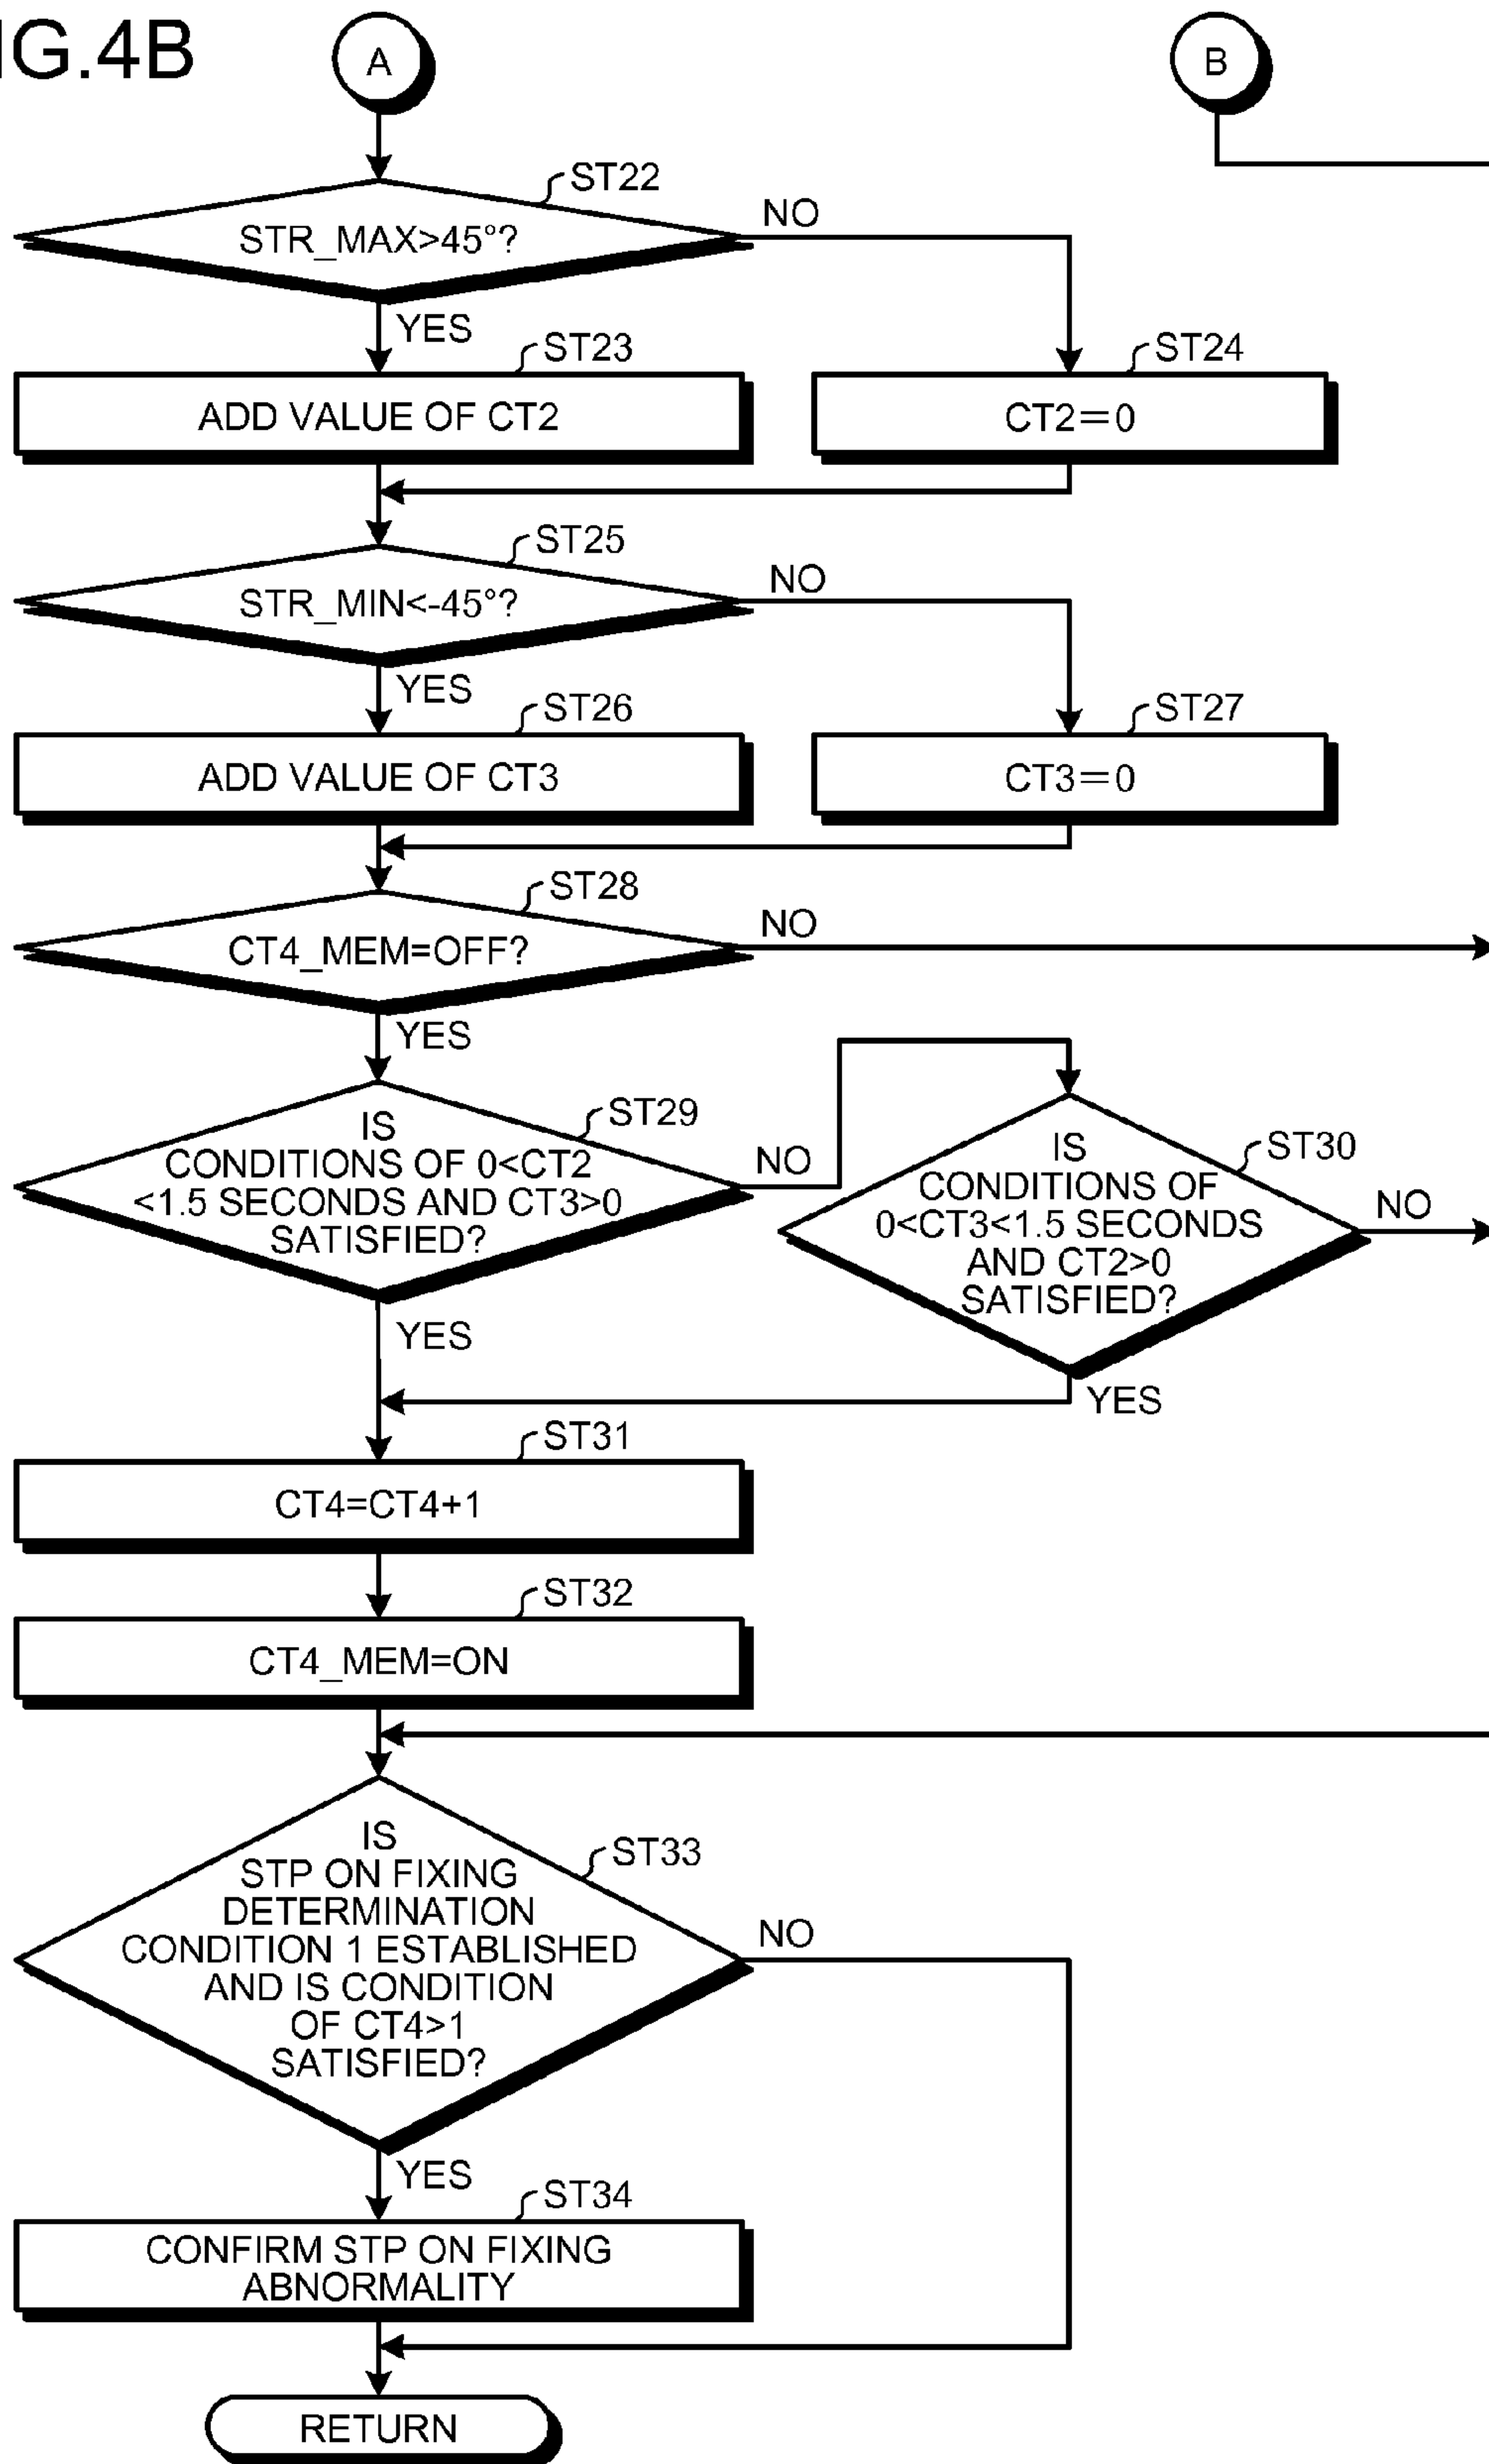 IG.4B
A
B
ST22
STR_MAX>45°?
NO
YES
ST23
ADD VALUE OF CT2
ST24
CT2=0
ST25
STR_MIN<-45°?
NO
YES
ST26
ADD VALUE OF CT3
ST27
CT3=0
ST28
CT4_MEM=OFF?
NO
YES
ST29
IS
CONDITIONS OF 0<CT2
<1.5 SECONDS AND CT3>0
SATISFIED?
NO
YES
ST30
IS
CONDITIONS OF
0<CT3<1.5 SECONDS
AND CT2>0
SATISFIED?
NO
YES
ST31
CT4=CT4+1
ST32
CT4_MEM=ON
ST33
IS
STP ON FIXING
DETERMINATION
CONDITION 1 ESTABLISHED
AND IS CONDITION
OF CT4>1
SATISFIED?
NO
YES
ST34
CONFIRM STP ON FIXING
ABNORMALITY
RETURN